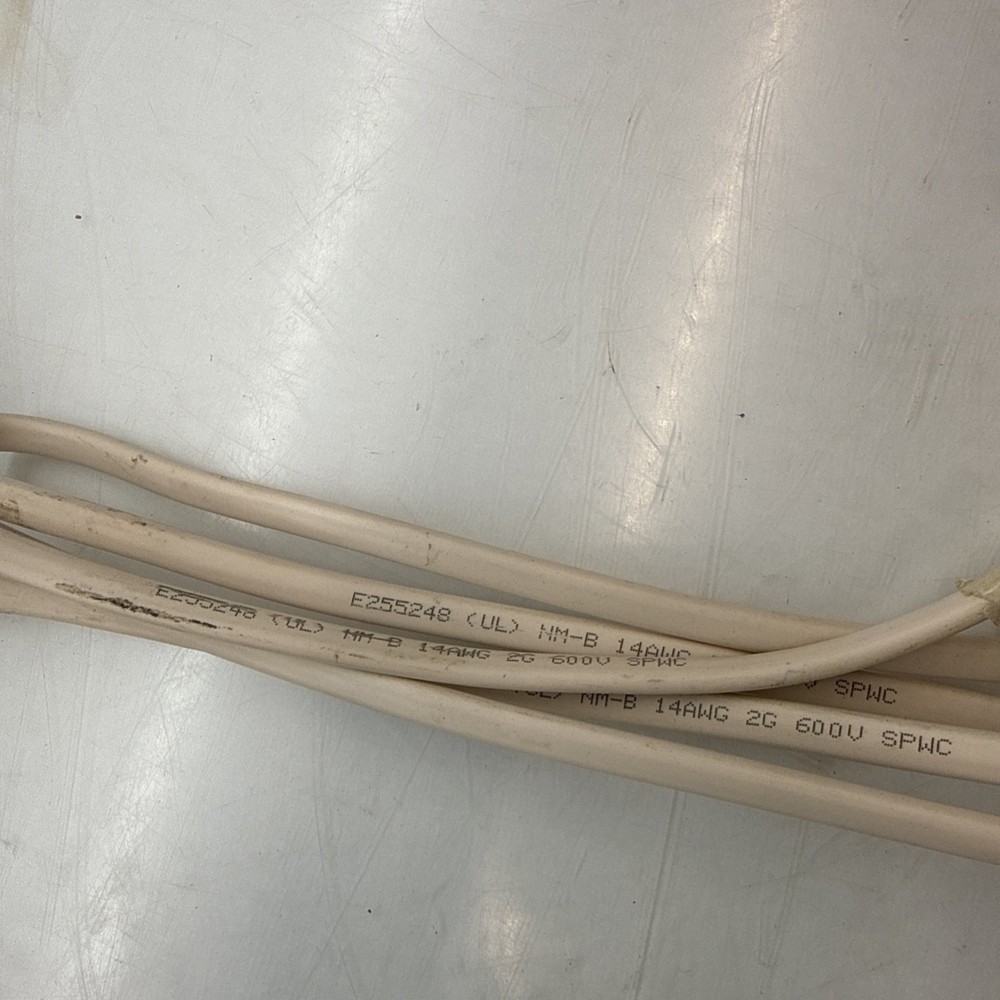 E255248 (UL) NM-B 14AWG
E255248 (UL) NM-B 14AWG 2G 600V SPWC
SPWC
NM-B 14AWG 2G 600V SPWC